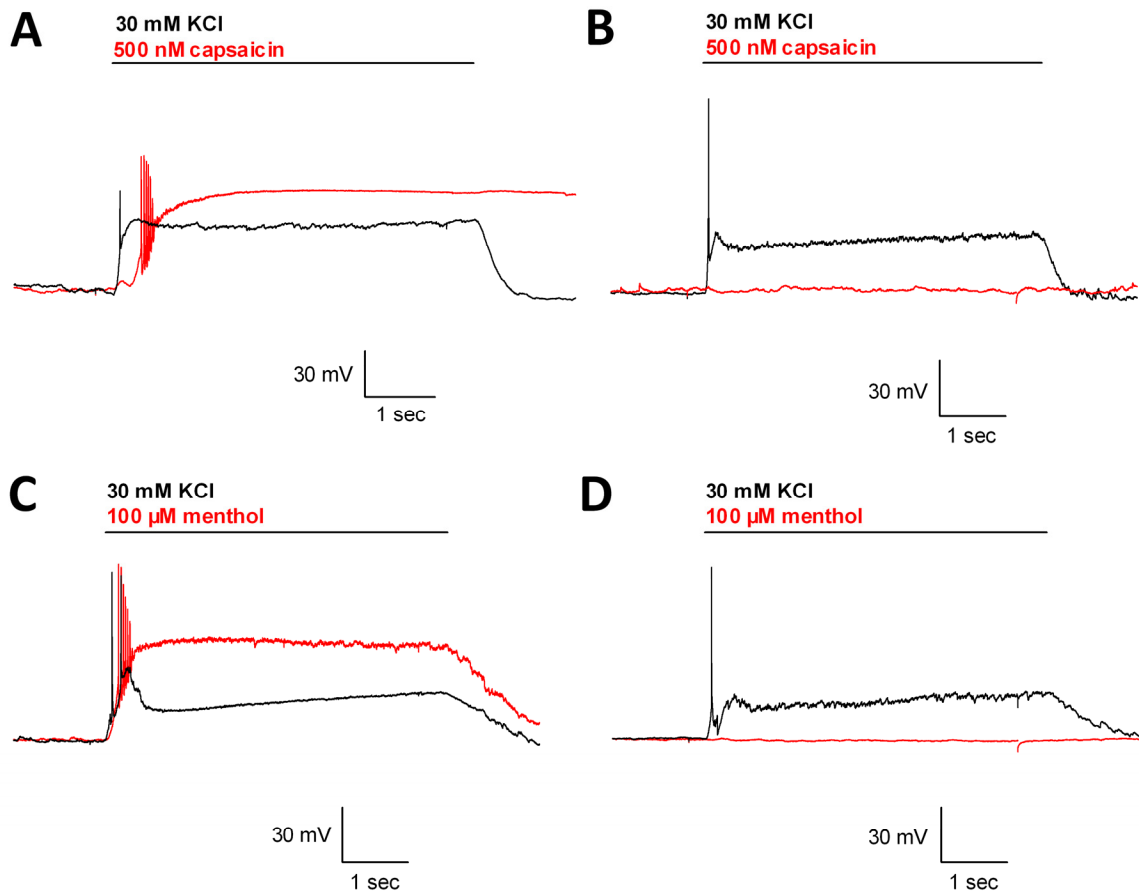 A
30 mM KCl
500 nM capsaicin
30 mV
1 sec
B
30 mM KCl
500 nM capsaicin
30 mV
1 sec
C
30 mM KCl
100 µM menthol
30 mV
1 sec
D
30 mM KCl
100 µM menthol
30 mV
1 sec